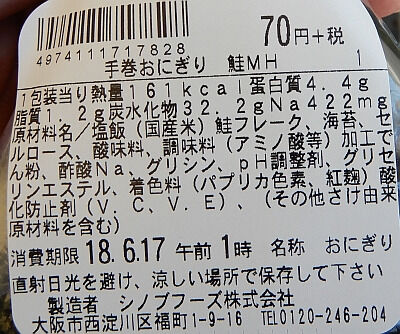 70円+税
4974111717828
手巻おにぎり 鮭MH 1
1包装当り熱量161kcal蛋白質4.4g
脂質1.2g炭水化物32.2gNa422mg
原材料名/塩飯(国産米)鮭フレーク、海苔、セ
ルロース、酸味料、調味料(アミノ酸等)加工で
ん粉、酢酸Na、グリシン、pH調整剤、グリセ
リンエステル、着色料(パプリカ色素、紅麹)酸
化防止剤(V.C、V.E)、(その他さけ由来
原材料を含む)
消費期限 18.6.17 午前1時 名称 おにぎり
直射日光を避け、涼しい場所で保存して下さい
製造者 シノブフーズ株式会社
大阪市西淀川区福町1-9-16 TEL0120-246-204